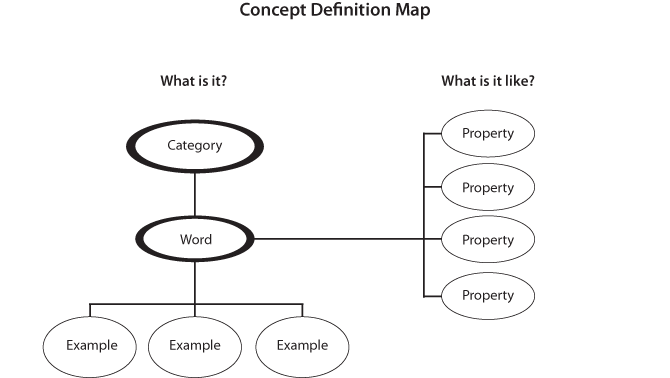 Concept Definition Map
What is it?
What is it like?
Category
Word
Example
Example
Example
Property
Property
Property
Property